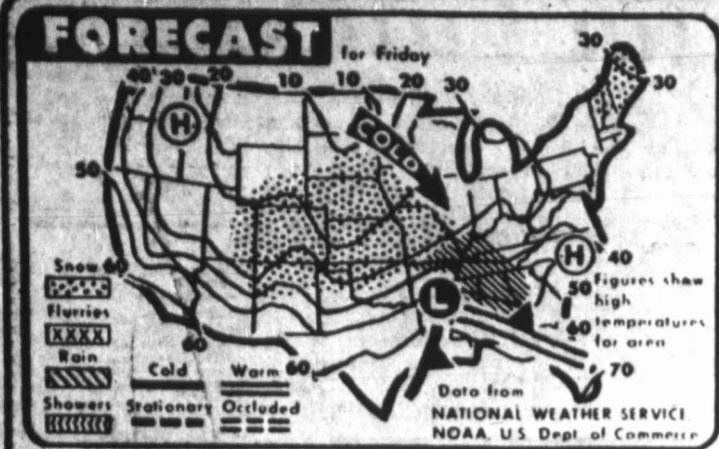 FORECAST
for Friday
40 30 20 10 10 20 30 30 30
H
COLD
50
H
40
L
50
60
60
60
60
70
Figures show
high
temperatures
for area
Snow
Flurries
XXXX
Rain
Showers
Cold Warm
Stationary Occluded
Data from
NATIONAL WEATHER SERVICE.
NOAA, U.S. Dept. of Commerce